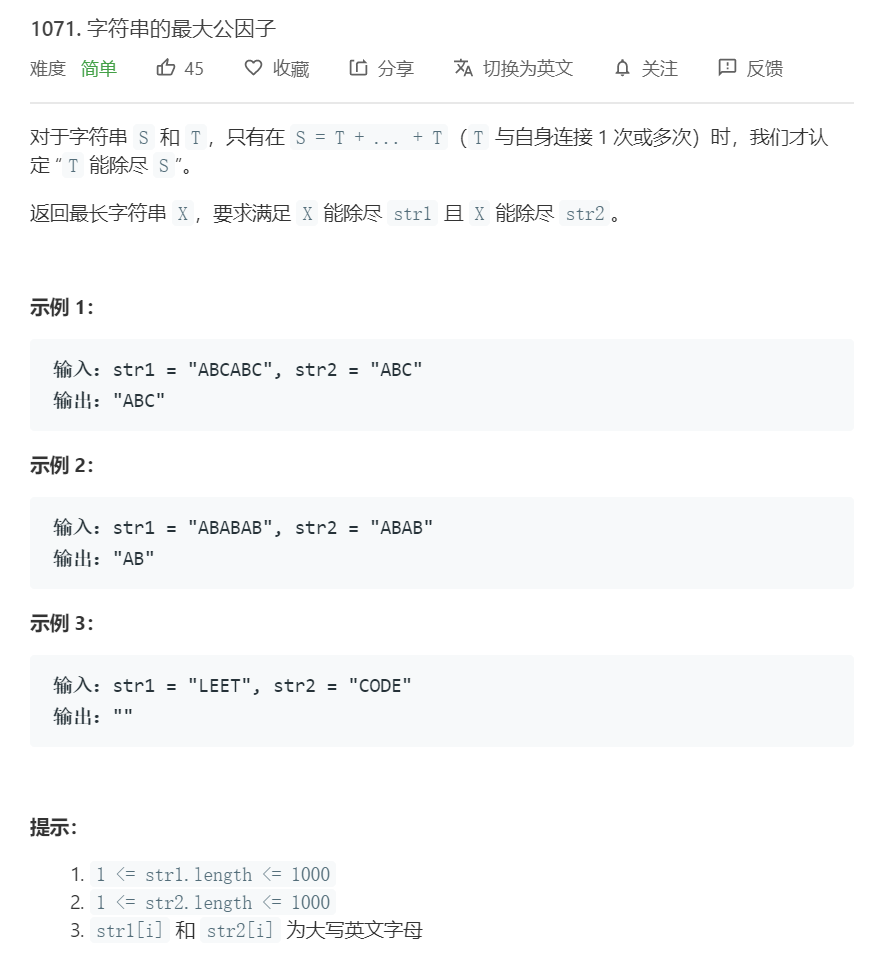 1071. 字符串的最大公因子
难度 简单 45 收藏 分享 切换为英文 关注 反馈
对于字符串 S 和 T，只有在 S = T + ... + T（T 与自身连接 1 次或多次）时，我们才认
定 “T 能除尽 S”。
返回最长字符串 X，要求满足 X 能除尽 str1 且 X 能除尽 str2。
示例 1：
输入：str1 = "ABCABC", str2 = "ABC"
输出："ABC"
示例 2：
输入：str1 = "ABABAB", str2 = "ABAB"
输出："AB"
示例 3：
输入：str1 = "LEET", str2 = "CODE"
输出：""
提示：
1. 1 <= str1.length <= 1000
2. 1 <= str2.length <= 1000
3. str1[i] 和 str2[i] 为大写英文字母